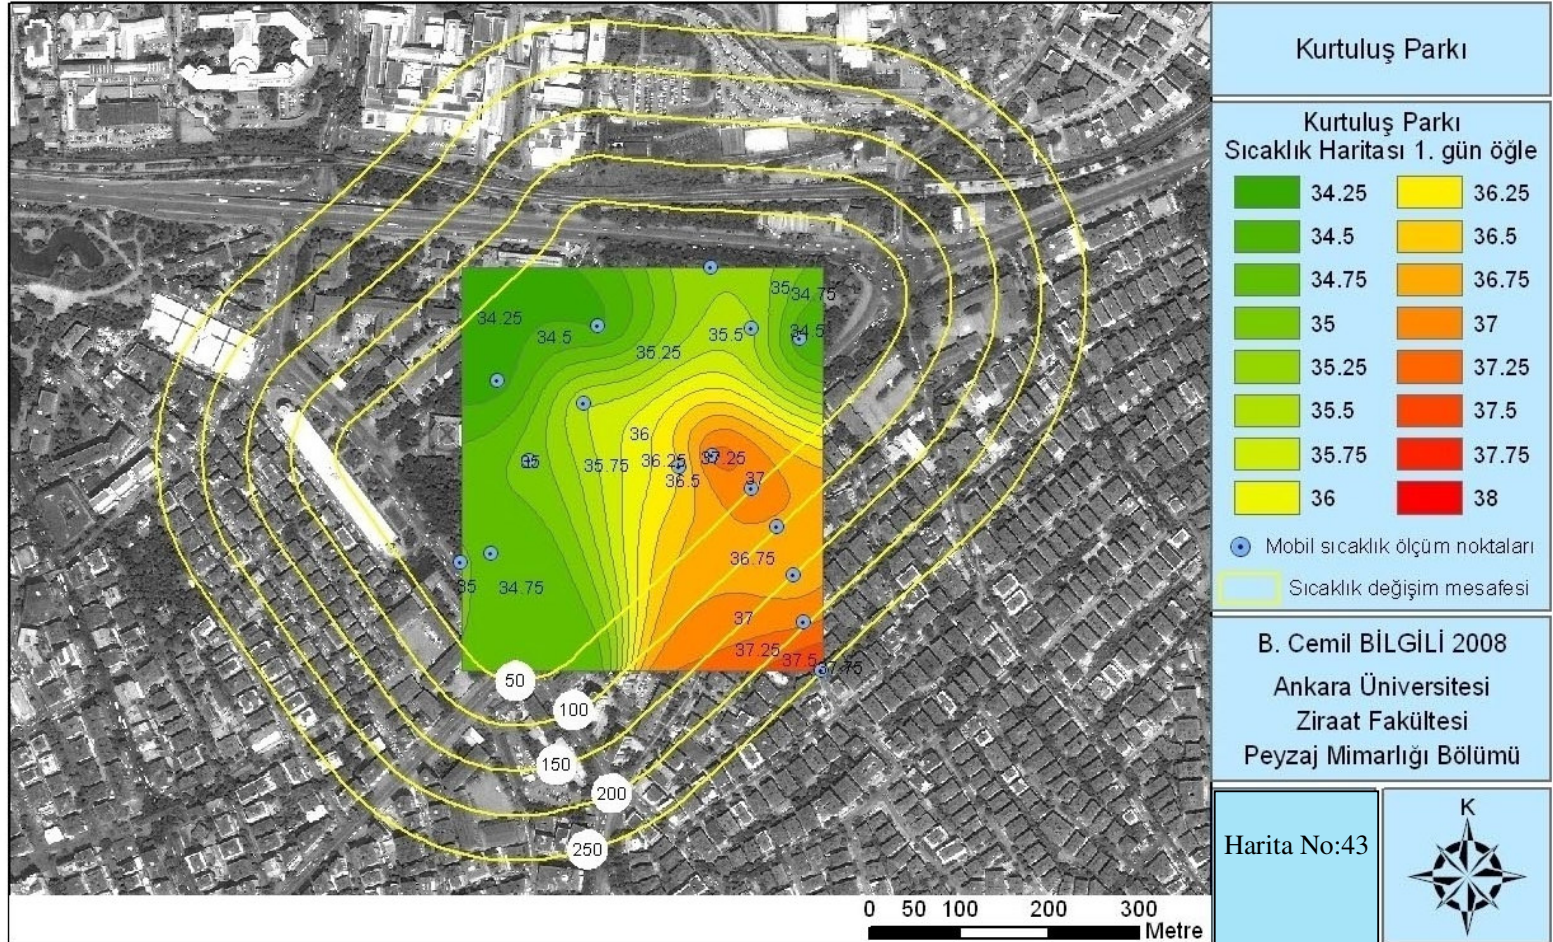 Kurtuluş Parkı
Kurtuluş Parkı
Sıcaklık Haritası 1. gün öğle
34.25 36.25
34.5 36.5
34.75 36.75
35 37
35.25 37.25
35.5 37.5
35.75 37.75
36 38
Mobil sıcaklık ölçüm noktaları
Sıcaklık değişim mesafesi
B. Cemil BİLGİLİ 2008
Ankara Üniversitesi
Ziraat Fakültesi
Peyzaj Mimarlığı Bölümü
Harita No:43
K
35
34.75
34.25
34.5
35.5
34.5
35.25
36
35
35.75
36.25
37.25
36.5
37
36.75
35
34.75
37
37.25
37.5
37.75
50
100
150
200
250
0 50 100 200 300
Metre